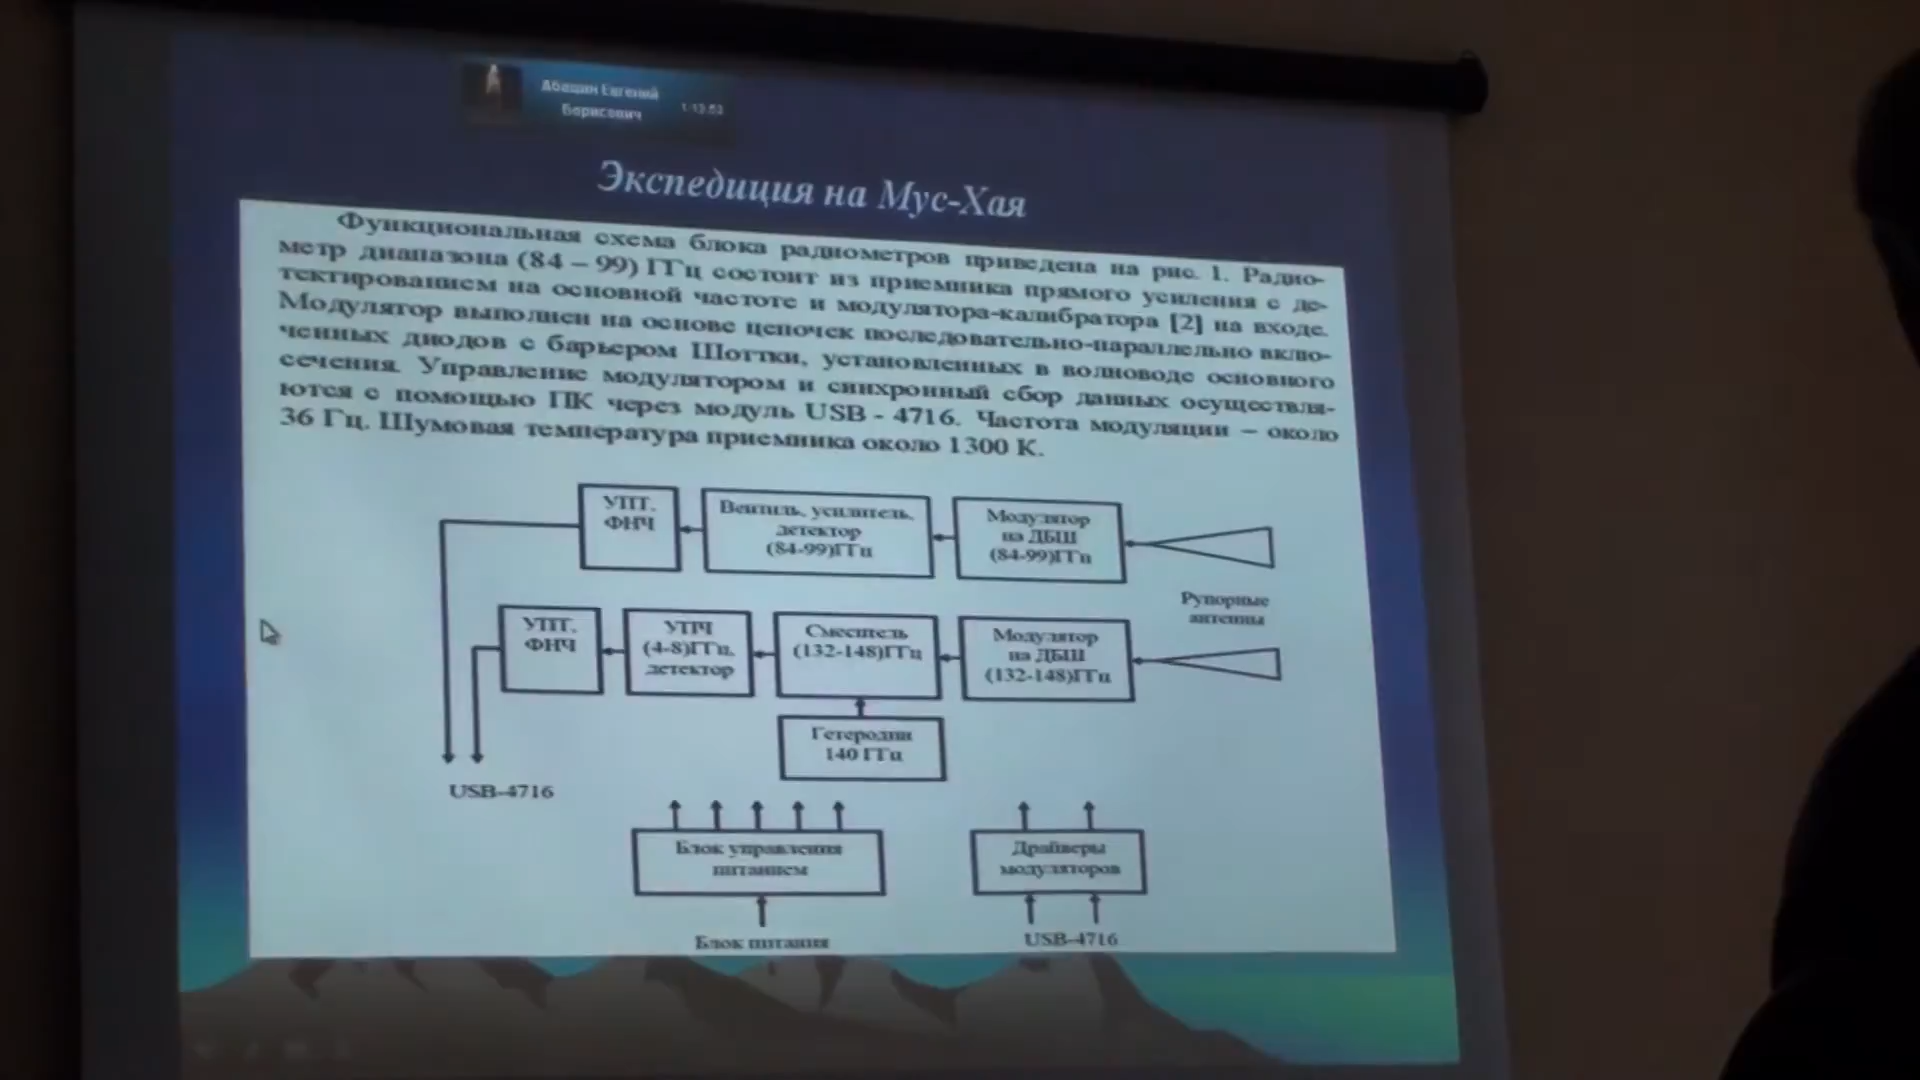 Абашин Евгений
Борисович
1:13:53
Экспедиция на Мус-Хая
Функциональная схема блока радиометров приведена на рис. 1. Радио-
метр диапазона (84 – 99) ГГц состоит из приемника прямого усиления с де-
тектированием на основной частоте и модулятора-калибратора [2] на входе.
Модулятор выполнен на основе цепочек последовательно-параллельно вклю-
ченных диодов с барьером Шоттки, установленных в волноводе основного
сечения. Управление модулятором и синхронный сбор данных осуществля-
ются с помощью ПК через модуль USB - 4716. Частота модуляции – около
36 Гц. Шумовая температура приемника около 1300 К.
УПТ,
ФНЧ
Вентиль, усилитель,
детектор
(84-99)ГГц
Модулятор
на ДБШ
(84-99)ГГц
Рупорные
антенны
УПТ,
ФНЧ
УПЧ
(4-8)ГГц,
детектор
Смеситель
(132-148)ГГц
Модулятор
на ДБШ
(132-148)ГГц
Гетеродин
140 ГГц
USB-4716
Блок управления
питанием
Драйверы
модуляторов
Блок питания
USB-4716